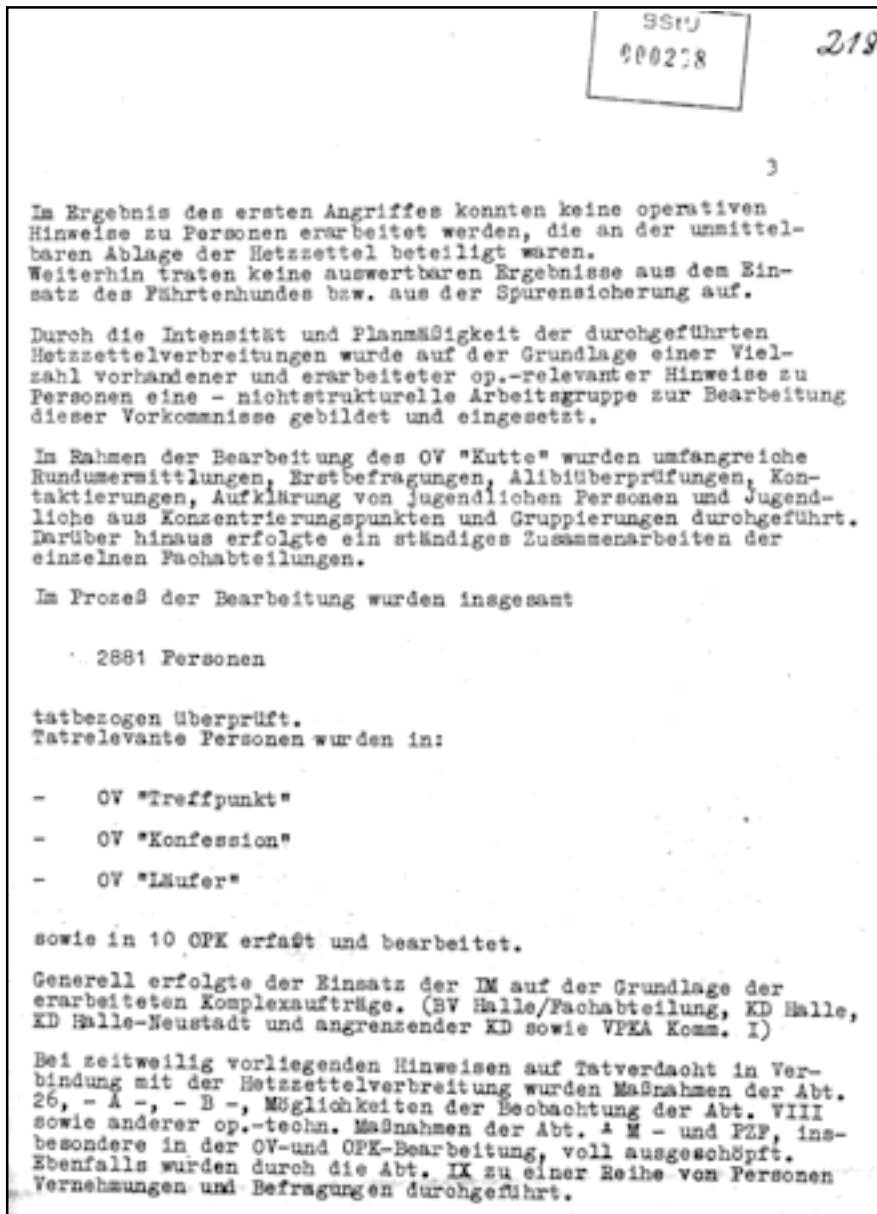 BStU
000218
218
3
Im Ergebnis des ersten Angriffes konnten keine operativen
Hinweise zu Personen erarbeitet werden, die an der unmittel-
baren Ablage der Hetzzettel beteiligt waren.
Weiterhin traten keine auswertbaren Ergebnisse aus dem Ein-
satz des Fährtenhundes bzw. aus der Spurensicherung auf.
Durch die Intensität und Planmäßigkeit der durchgeführten
Hetzzettelverbreitungen wurde auf der Grundlage einer Viel-
zahl vorhandener und erarbeiteter op.-relevanter Hinweise zu
Personen eine - nichtstrukturelle Arbeitsgruppe zur Bearbeitung
dieser Vorkommnisse gebildet und eingesetzt.
Im Rahmen der Bearbeitung des OV "Kutte" wurden umfangreiche
Rundumermittlungen, Erstbefragungen, Alibiüberprüfungen, Kon-
taktierungen, Aufklärung von jugendlichen Personen und Jugend-
liche aus Konzentrierungspunkten und Gruppierungen durchgeführt.
Darüber hinaus erfolgte ein ständiges Zusammenarbeiten der
einzelnen Fachabteilungen.
Im Prozeß der Bearbeitung wurden insgesamt
2881 Personen
tatbezogen überprüft.
Tatrelevante Personen wurden in:
- OV "Treffpunkt"
- OV "Konfession"
- OV "Läufer"
sowie in 10 OPK erfaßt und bearbeitet.
Generell erfolgte der Einsatz der IM auf der Grundlage der
erarbeiteten Komplexaufträge. (BV Halle/Fachabteilung, KD Halle,
KD Halle-Neustadt und angrenzender KD sowie VPKA Komm. I)
Bei zeitweilig vorliegenden Hinweisen auf Tatverdacht in Ver-
bindung mit der Hetzzettelverbreitung wurden Maßnahmen der Abt.
26, - A -, - B -, Möglichkeiten der Beobachtung der Abt. VIII
sowie anderer op.-techn. Maßnahmen der Abt. M - und PZF, ins-
besondere in der OV-und OPK-Bearbeitung, voll ausgeschöpft.
Ebenfalls wurden durch die Abt. IX zu einer Reihe von Personen
Vernehmungen und Befragungen durchgeführt.